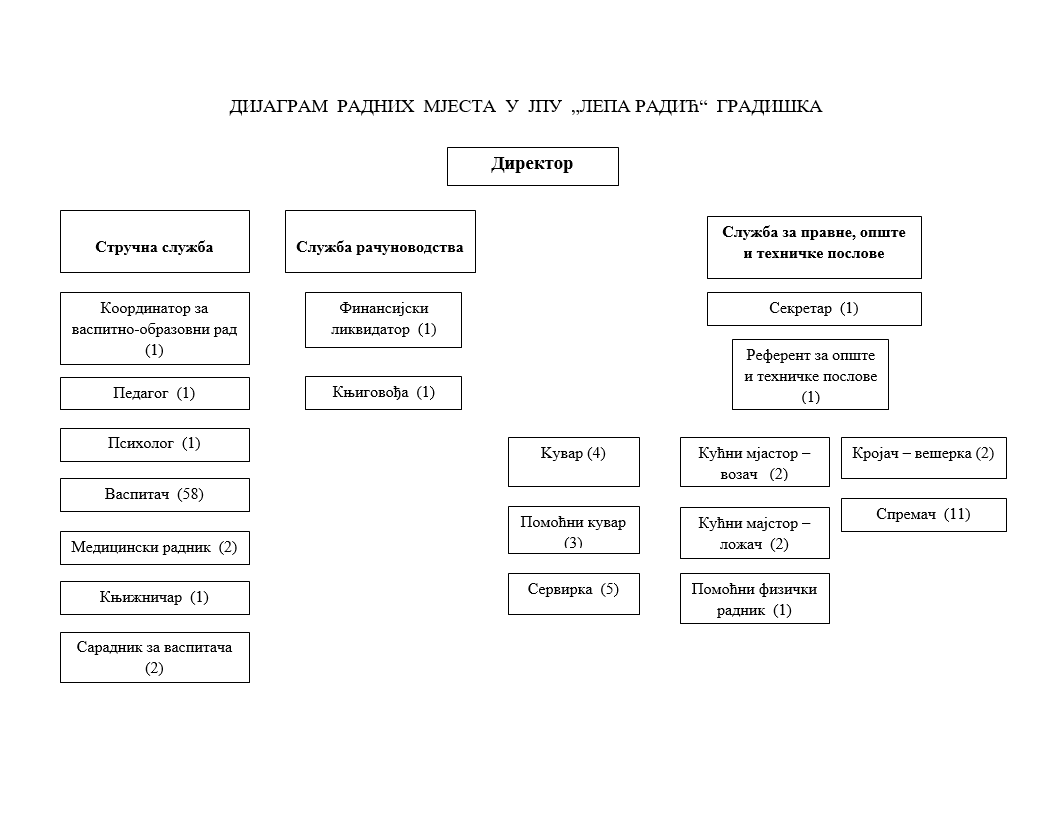 ДИЈАГРАМ РАДНИХ МЈЕСТА У ЈПУ „ЛЕПА РАДИЋ“ ГРАДИШКА
Директор
Стручна служба
Служба рачуноводства
Служба за правне, опште
и техничке послове
Координатор за
васпитно-образовни рад
(1)
Педагог (1)
Психолог (1)
Васпитач (58)
Медицински радник (2)
Књижничар (1)
Сарадник за васпитача
(2)
Финансијски
ликвидатор (1)
Књиговођа (1)
Секретар (1)
Референт за опште
и техничке послове
(1)
Кувар (4)
Помоћни кувар
(3)
Сервирка (5)
Кућни мјастор –
возач (2)
Кућни мајстор –
ложач (2)
Помоћни физички
радник (1)
Кројач – вешерка (2)
Спремач (11)